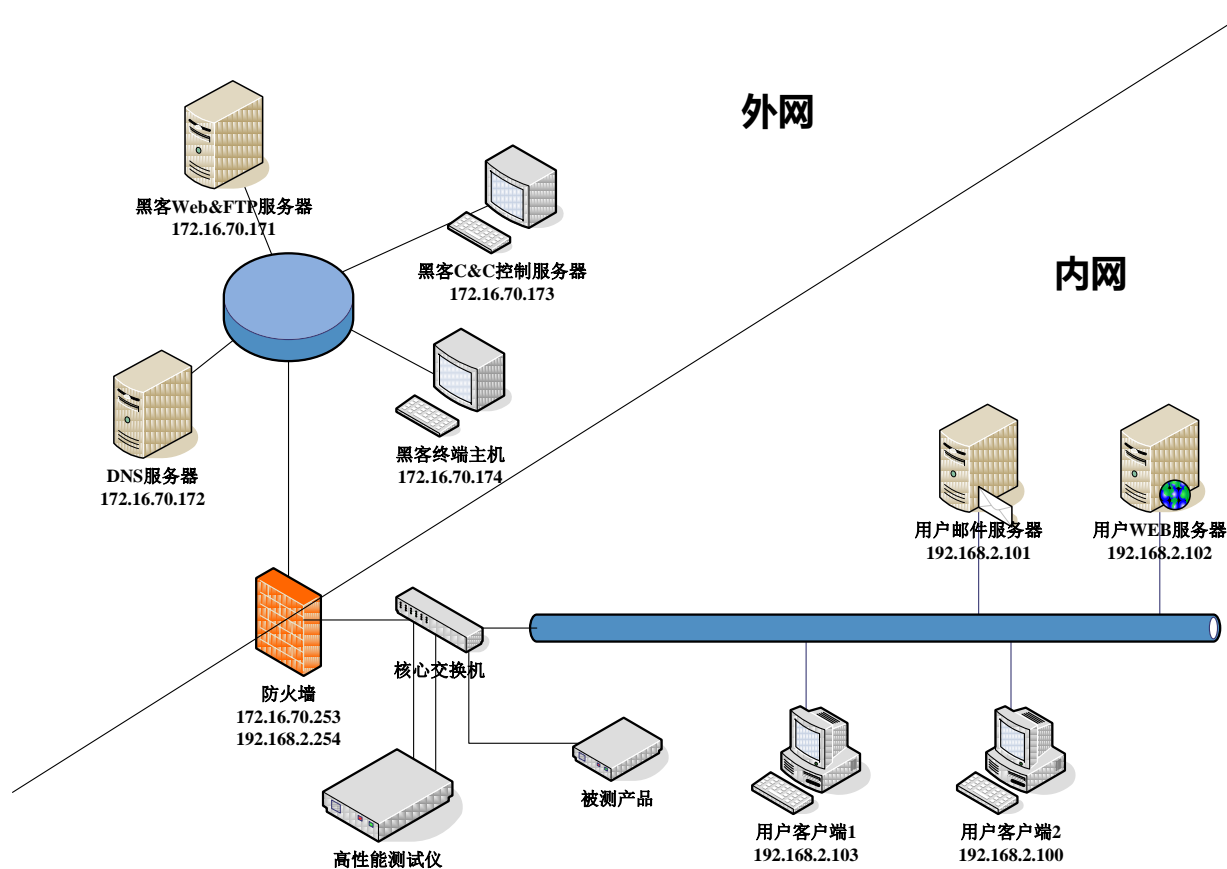 外网
黑客Web&FTP服务器
172.16.70.171
黑客C&C控制服务器
172.16.70.173
内网
黑客终端主机
172.16.70.174
DNS服务器
172.16.70.172
用户邮件服务器
192.168.2.101
用户WEB服务器
192.168.2.102
核心交换机
防火墙
172.16.70.253
192.168.2.254
被测产品
高性能测试仪
用户客户端1
192.168.2.103
用户客户端2
192.168.2.100